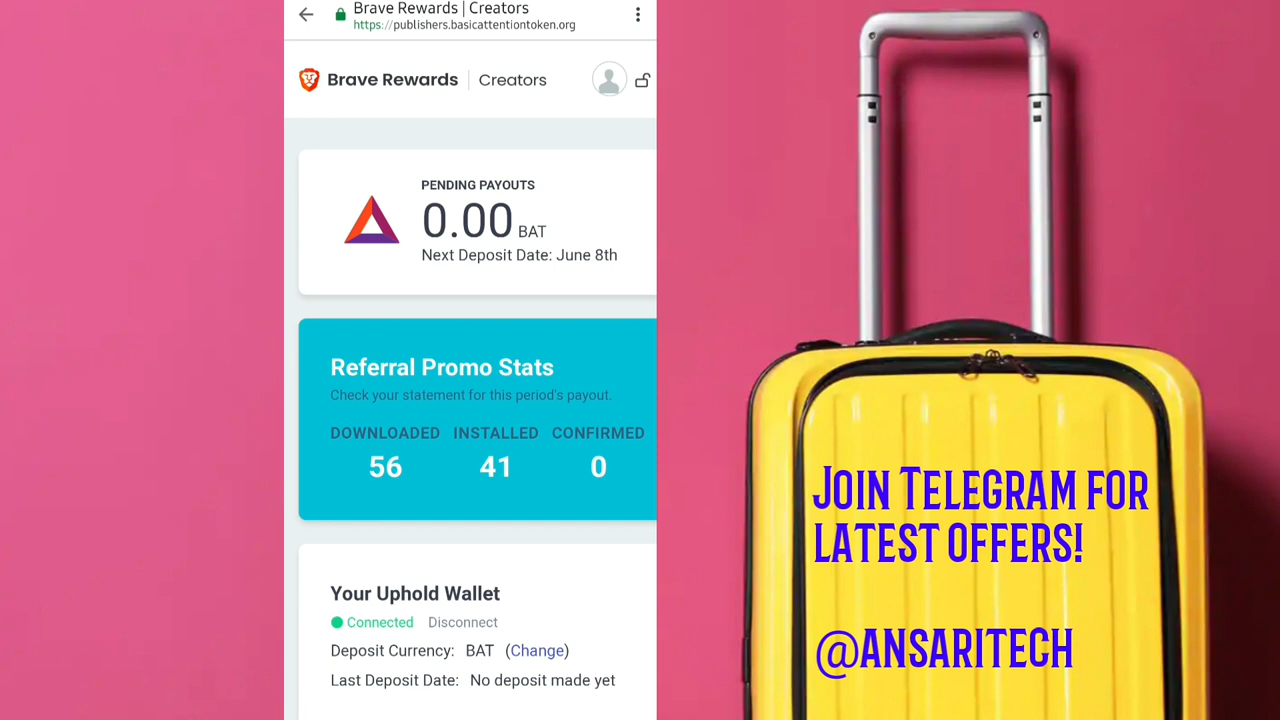 Brave Rewards | Creators
https://publishers.basicattentiontoken.org
Brave Rewards Creators
PENDING PAYOUTS
0.00 BAT
Next Deposit Date: June 8th
Referral Promo Stats
Check your statement for this period's payout.
DOWNLOADED INSTALLED CONFIRMED
56 41 0
Your Uphold Wallet
Connected Disconnect
Deposit Currency: BAT (Change)
Last Deposit Date: No deposit made yet
JOIN TELEGRAM FOR
LATEST OFFERS!
@ANSARITECH